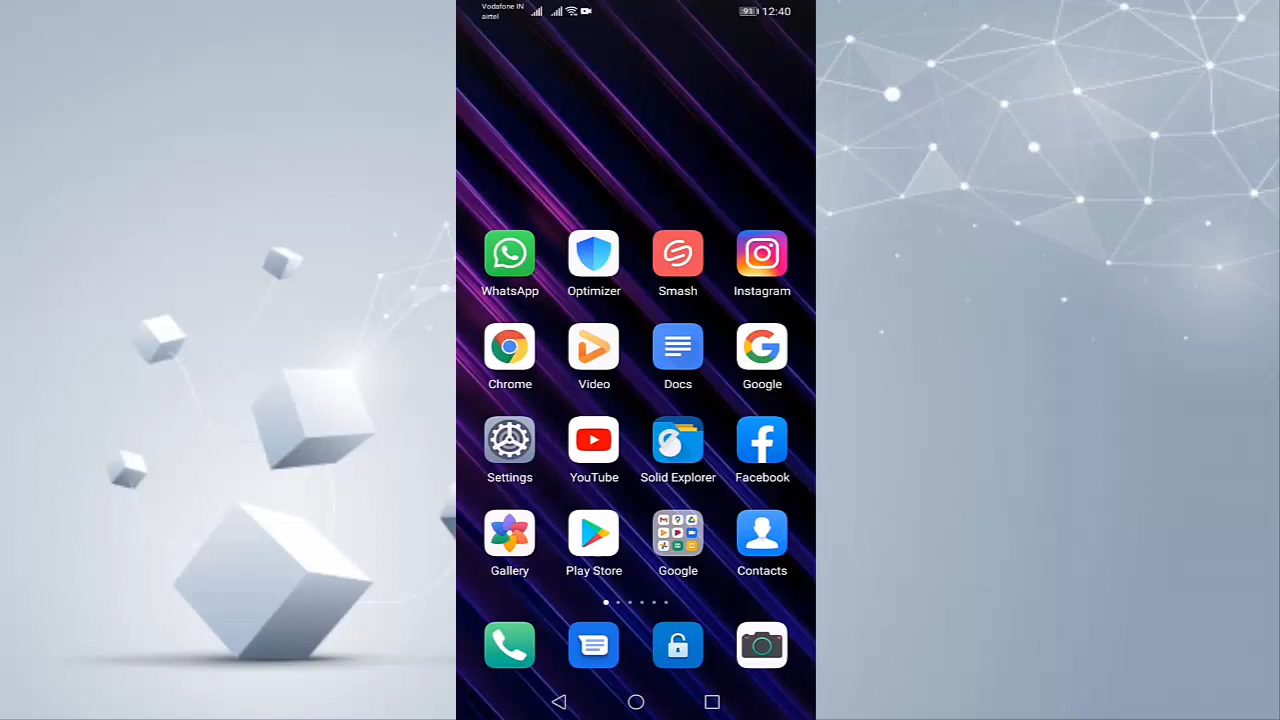 Vodafone IN
airtel
91 12:40
WhatsApp Optimizer Smash Instagram
Chrome Video Docs Google
Settings YouTube Solid Explorer Facebook
Gallery Play Store Google Contacts